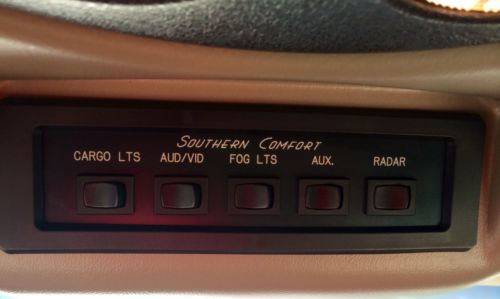 Southern Comfort
CARGO LTS AUD/VID FOG LTS AUX. RADAR